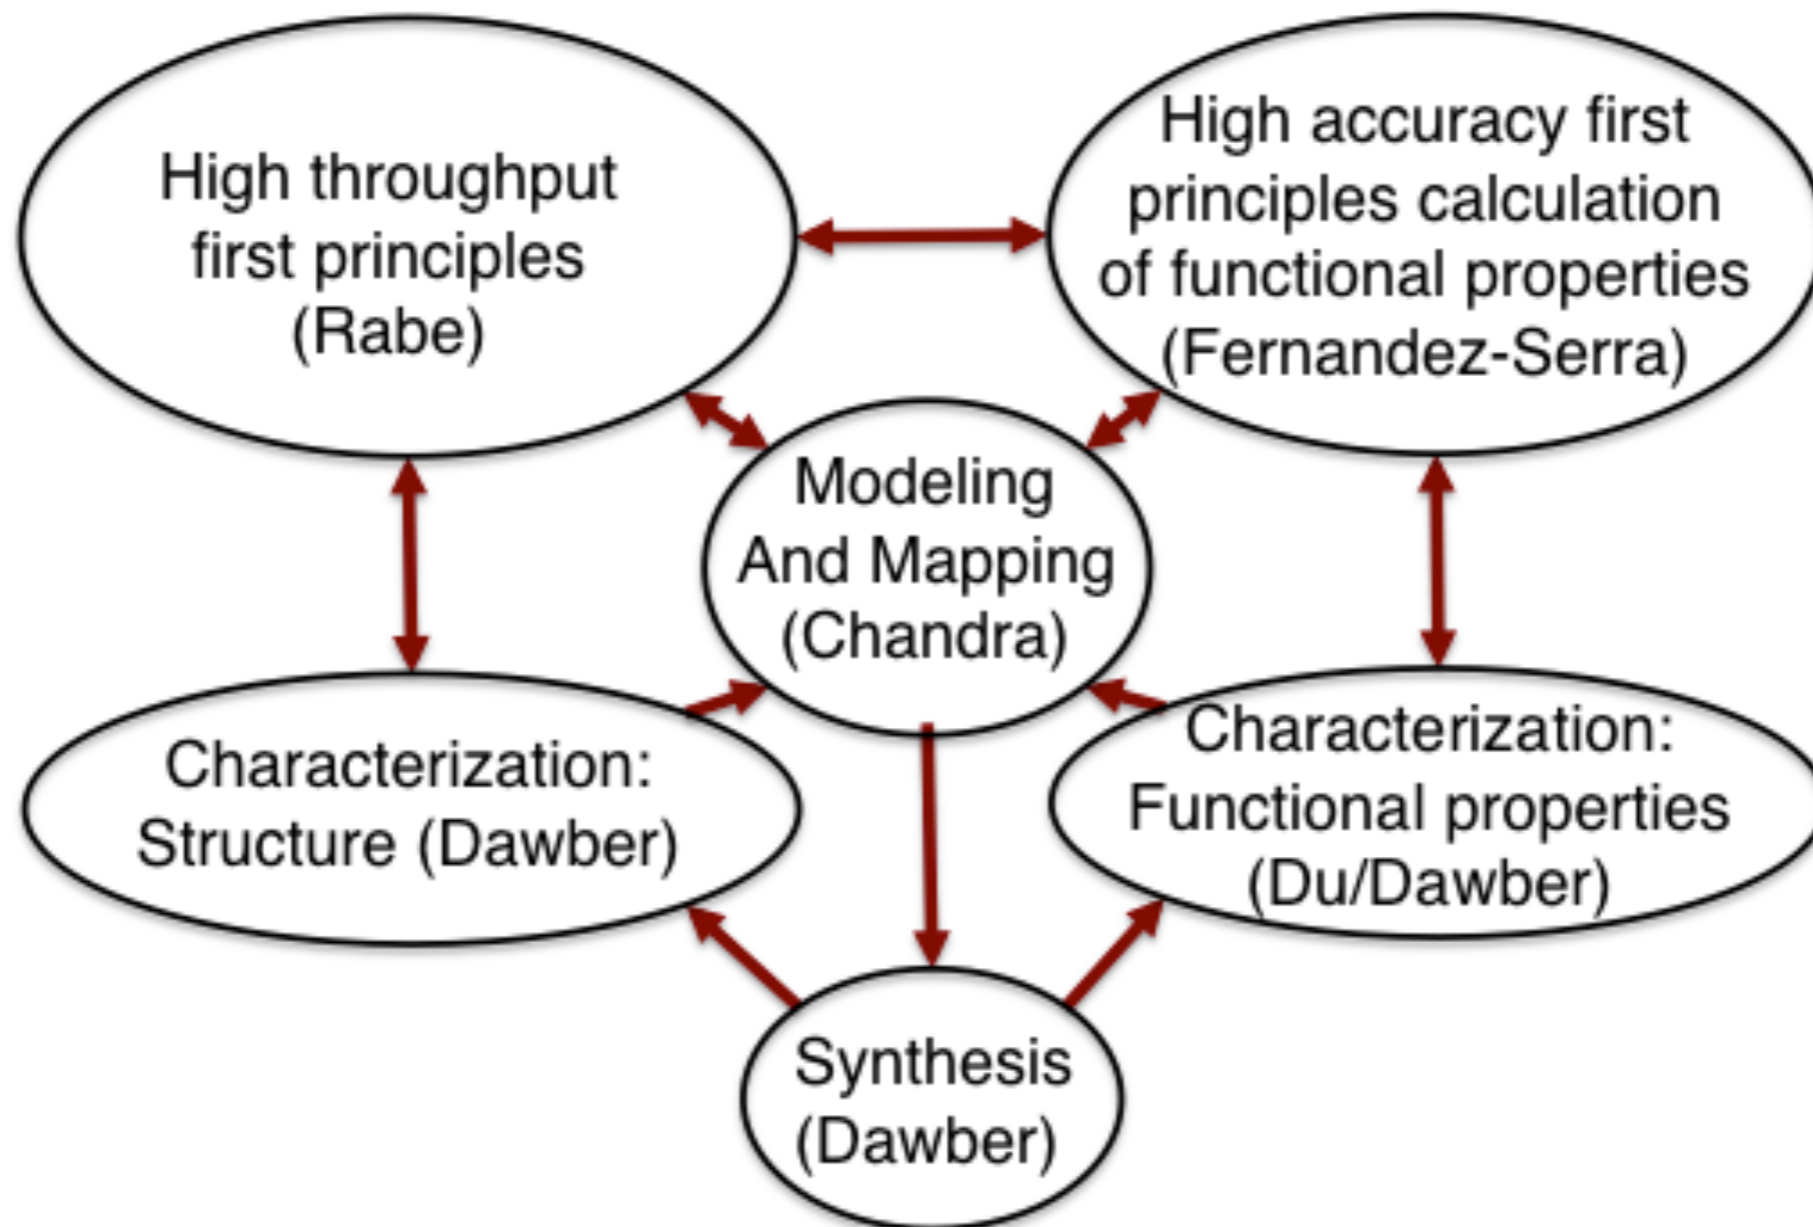 High throughput
first principles
(Rabe)
High accuracy first
principles calculation
of functional properties
(Fernandez-Serra)
Modeling
And Mapping
(Chandra)
Characterization:
Structure (Dawber)
Characterization:
Functional properties
(Du/Dawber)
Synthesis
(Dawber)